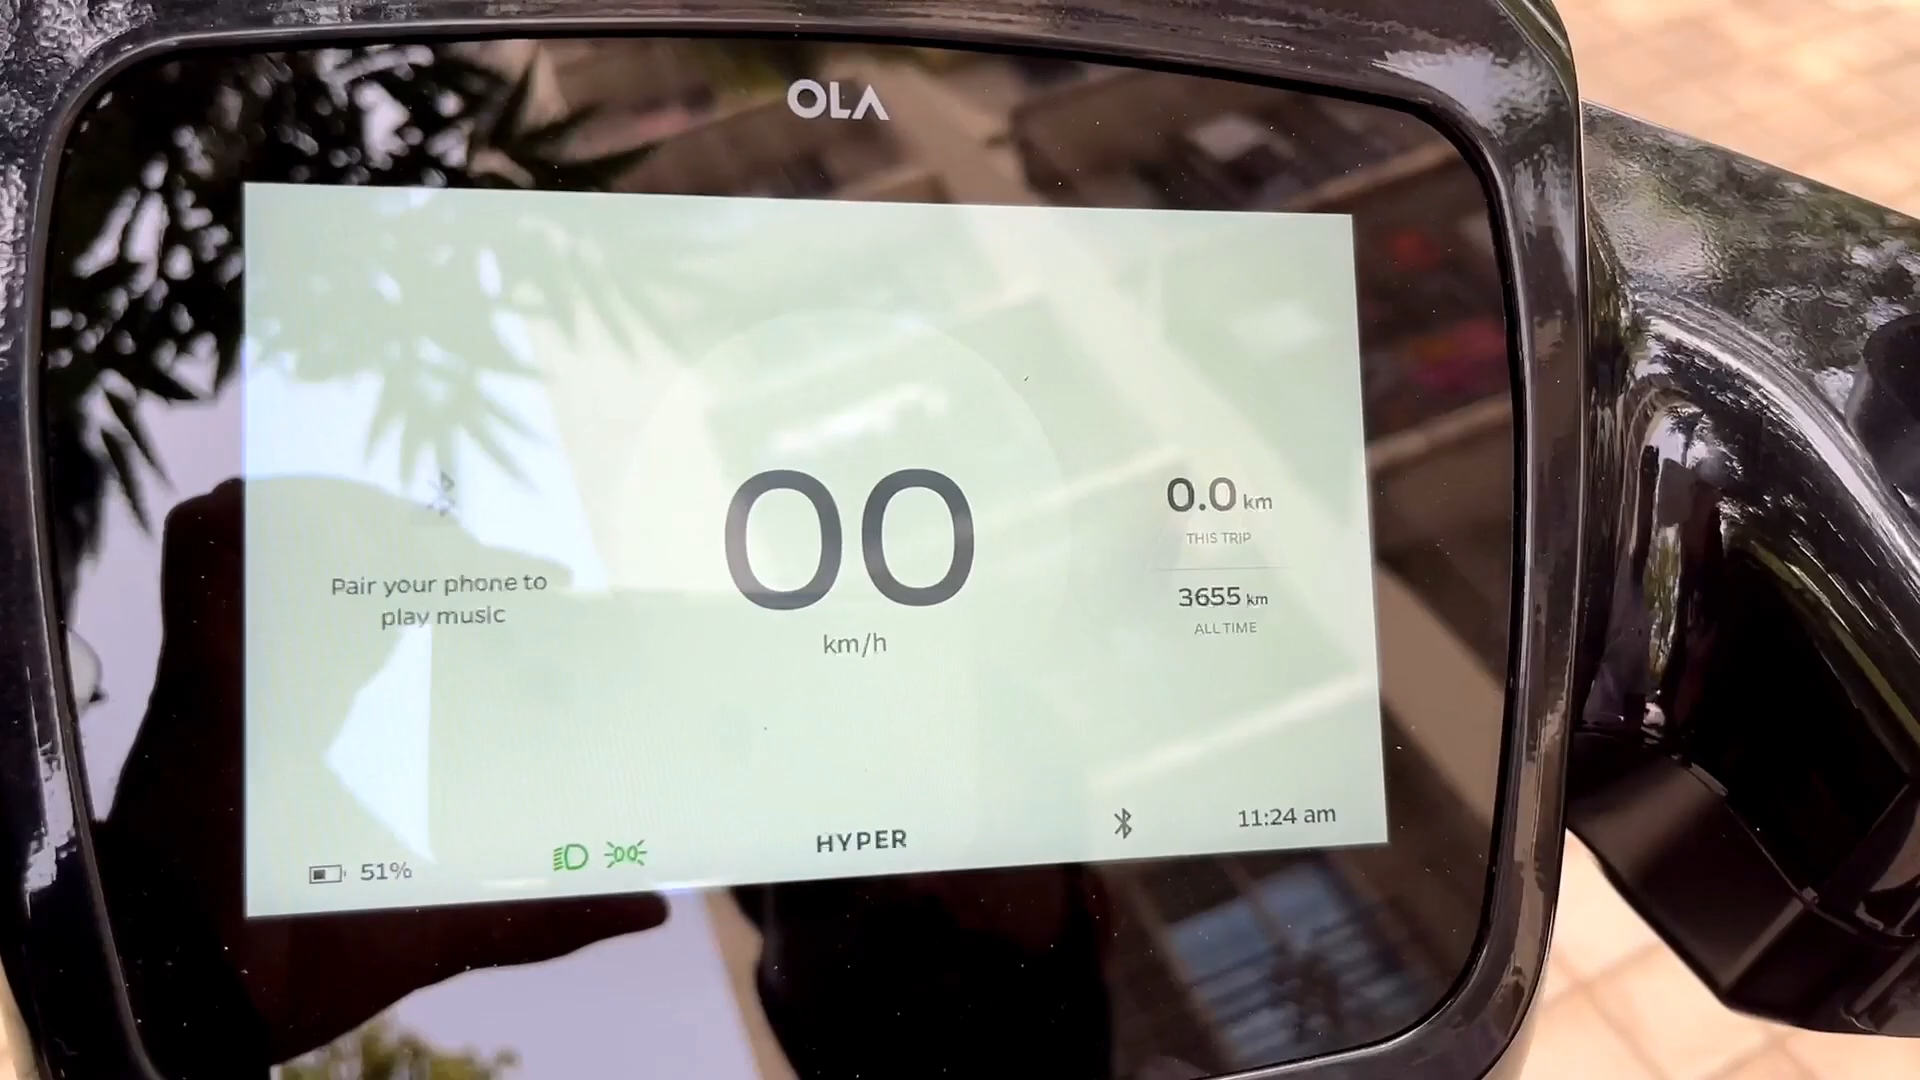 OLA
Pair your phone to
play music
00
km/h
0.0 km
THIS TRIP
3655 km
ALL TIME
51%
HYPER
11:24 am